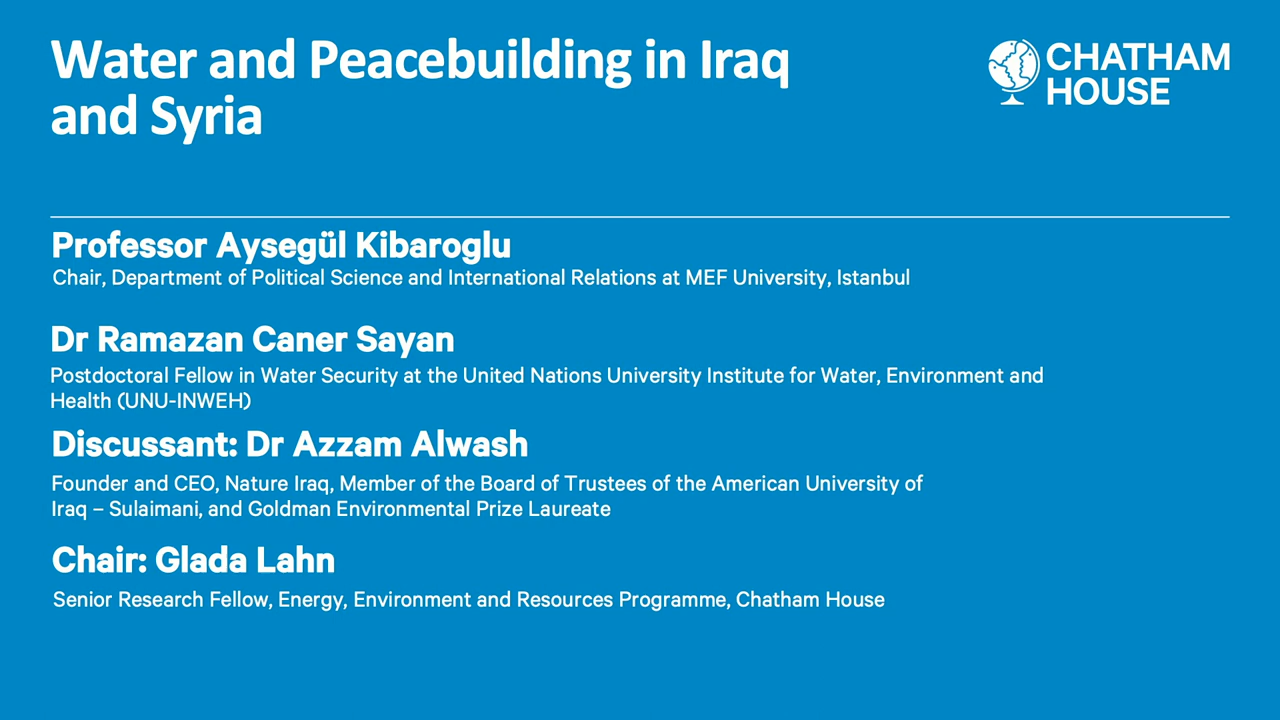 Water and Peacebuilding in Iraq
and Syria
CHATHAM
HOUSE
Professor Aysegül Kibaroglu
Chair, Department of Political Science and International Relations at MEF University, Istanbul
Dr Ramazan Caner Sayan
Postdoctoral Fellow in Water Security at the United Nations University Institute for Water, Environment and
Health (UNU-INWEH)
Discussant: Dr Azzam Alwash
Founder and CEO, Nature Iraq, Member of the Board of Trustees of the American University of
Iraq – Sulaimani, and Goldman Environmental Prize Laureate
Chair: Glada Lahn
Senior Research Fellow, Energy, Environment and Resources Programme, Chatham House